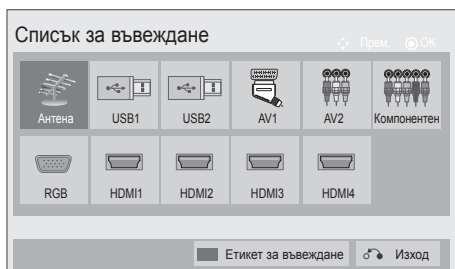 Списък за въвеждане
Прем. OK
Антена USB1 USB2 AV1 AV2 Компонентен
RGB HDMI1 HDMI2 HDMI3 HDMI4
Етикет за въвеждане Изход